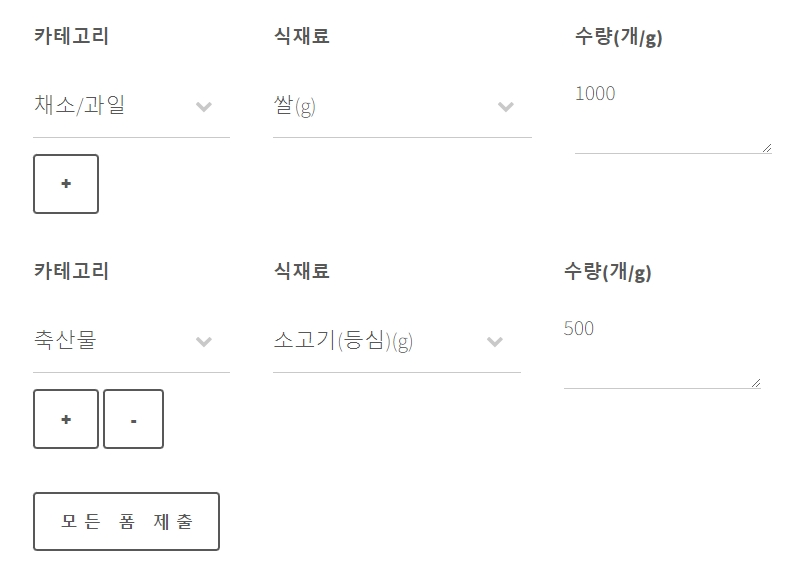 카테고리 식재료 수량(개/g)
채소/과일 쌀(g) 1000
+
카테고리 식재료 수량(개/g)
축산물 소고기(등심)(g) 500
+ -
모든 폼 제출